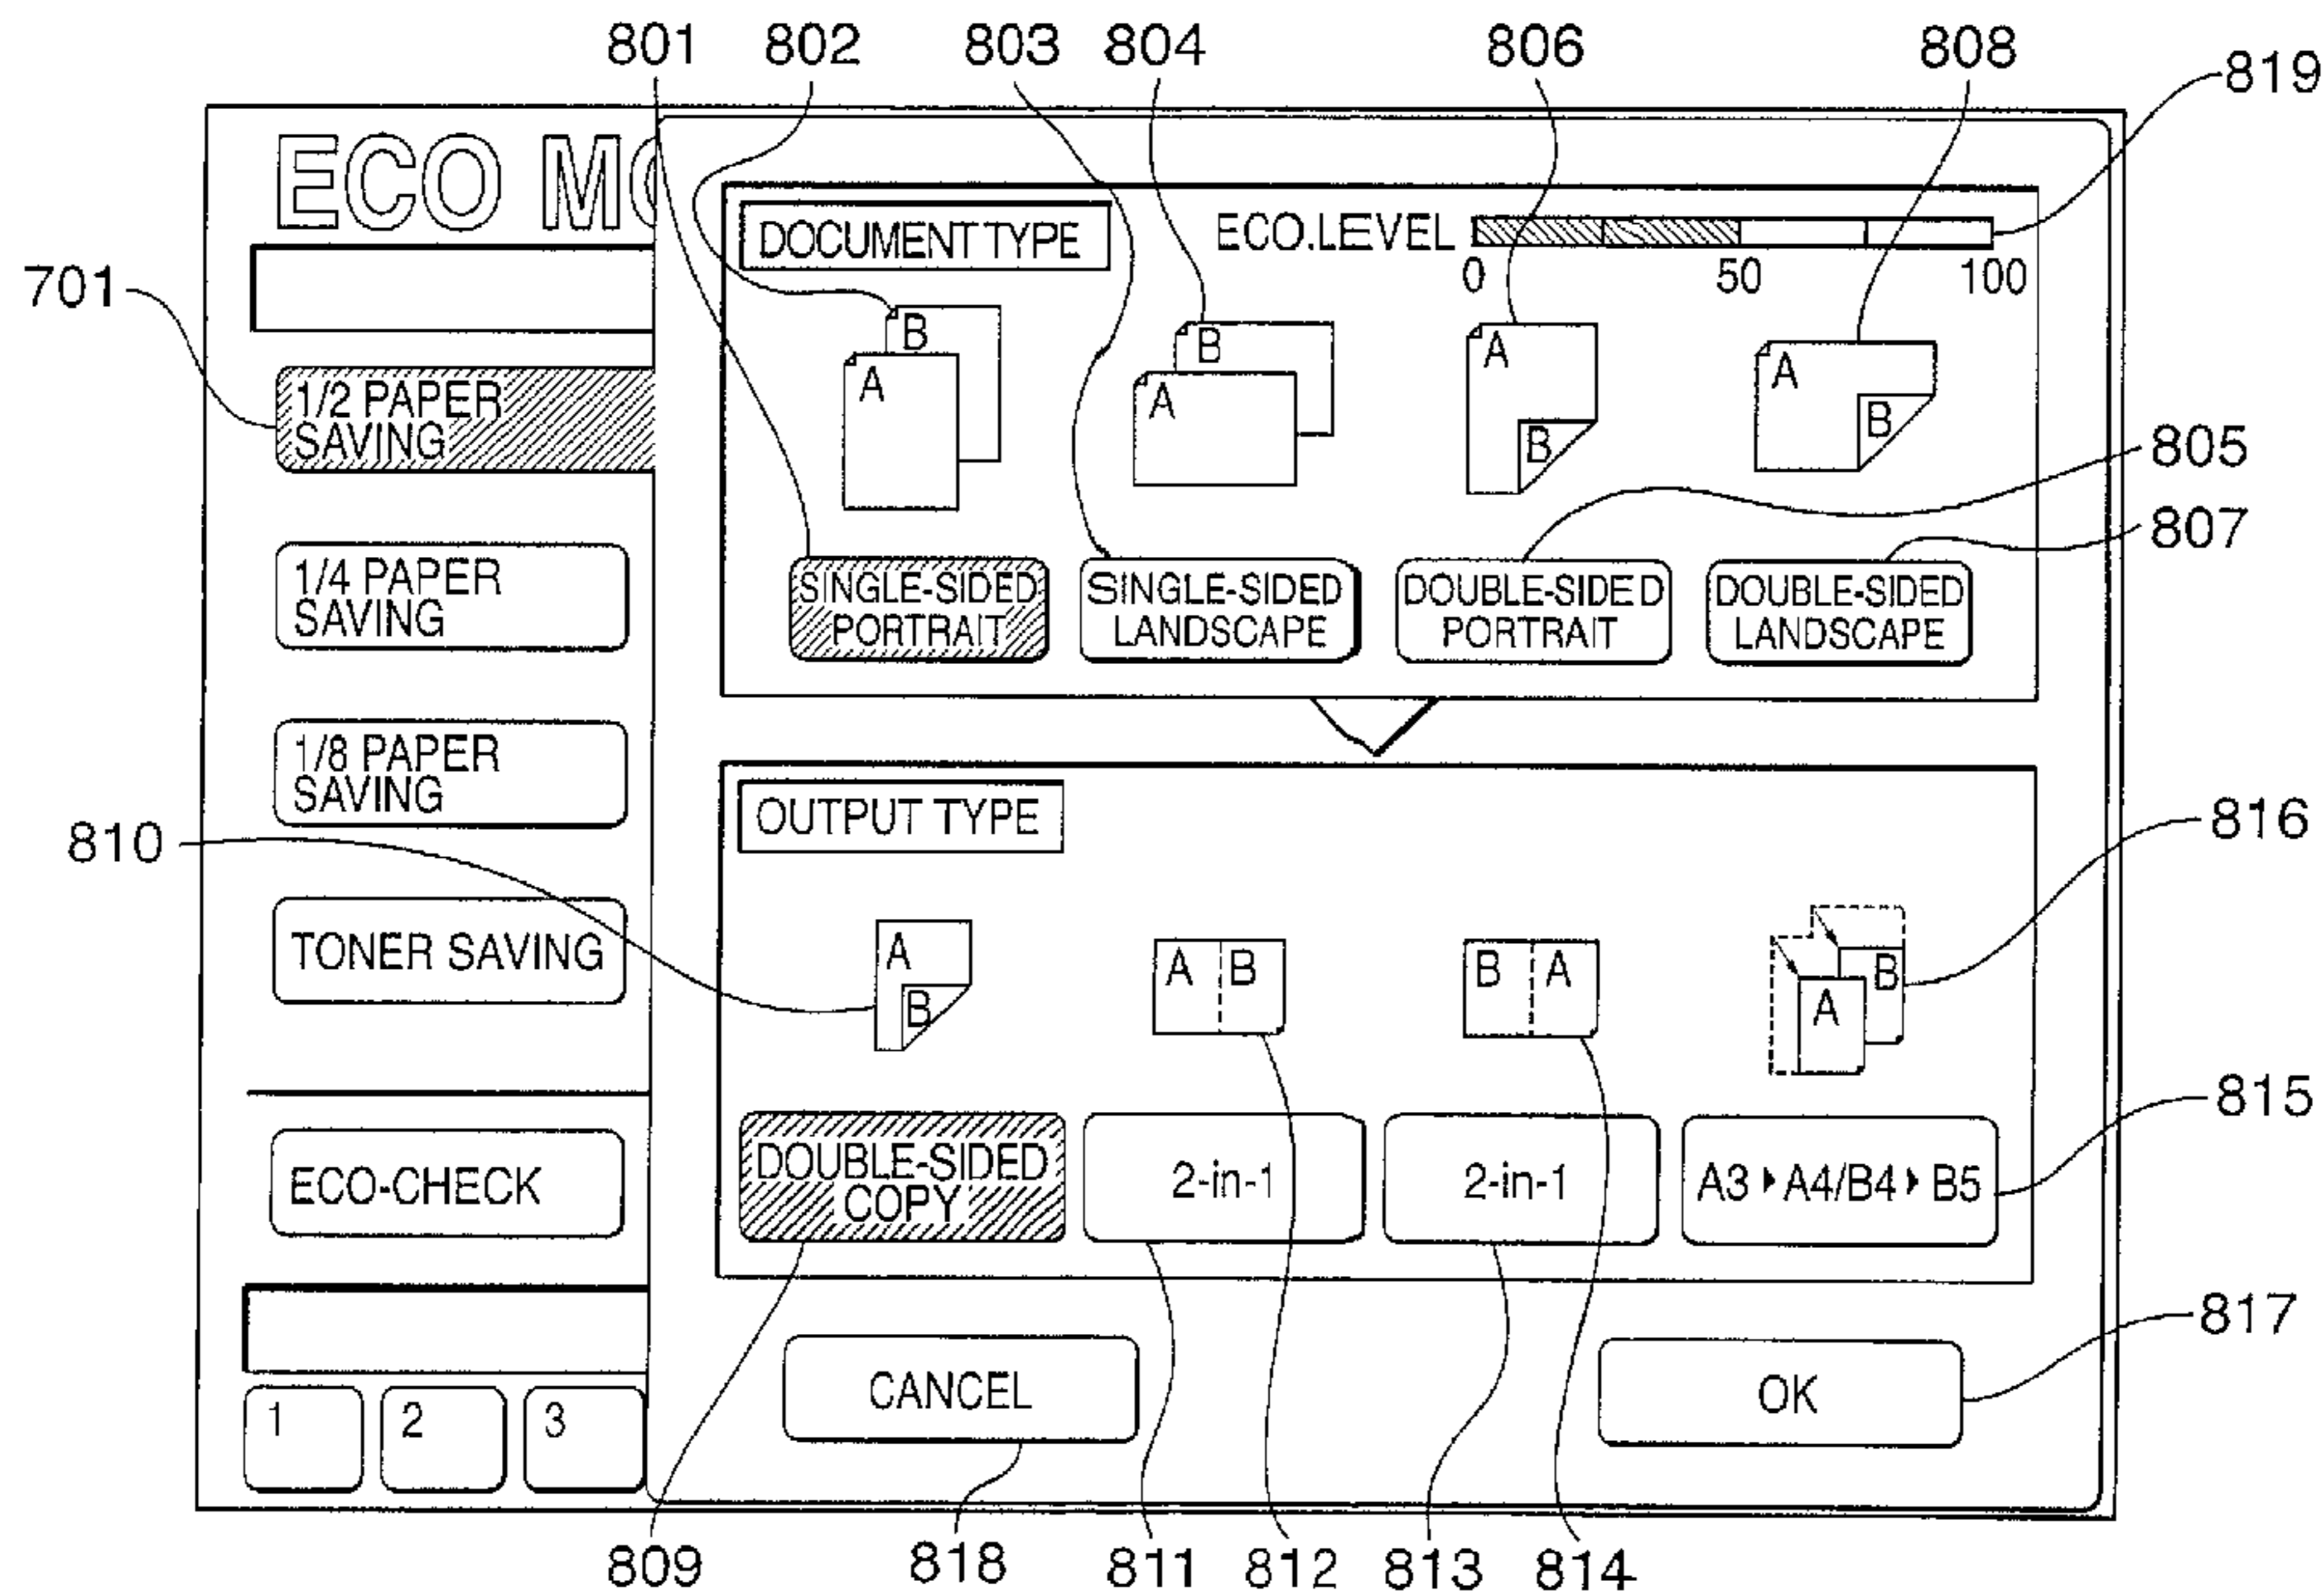 801 802 803 804 806 808
819
ECO MO
DOCUMENT TYPE
ECO.LEVEL
0 50 100
701
B B A A
A A B B
805
807
1/2 PAPER
SAVING
1/4 PAPER
SAVING
1/8 PAPER
SAVING
TONER SAVING
ECO-CHECK
1 2 3
SINGLE-SIDED
PORTRAIT
SINGLE-SIDED
LANDSCAPE
DOUBLE-SIDED
PORTRAIT
DOUBLE-SIDED
LANDSCAPE
OUTPUT TYPE
810
816
A A B B A B
B A
815
DOUBLE-SIDED
COPY
2-in-1
2-in-1
A3 ▶ A4/B4 ▶ B5
817
CANCEL
OK
809 818 811 812 813 814